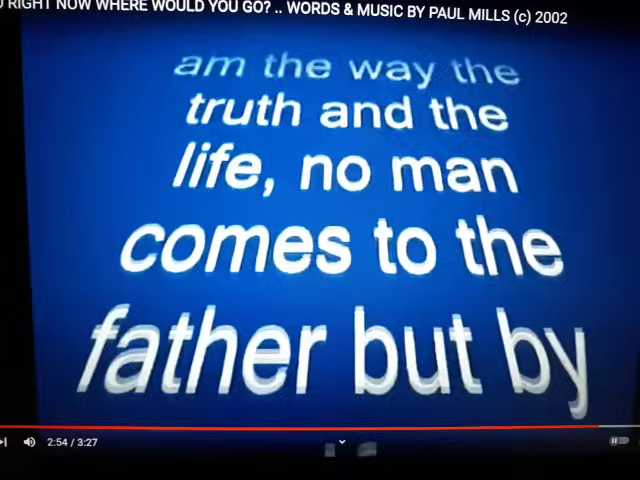 RIGHT NOW WHERE WOULD YOU GO? .. WORDS & MUSIC BY PAUL MILLS (c) 2002
am the way the
truth and the
life, no man
comes to the
father but by
2:54 / 3:27